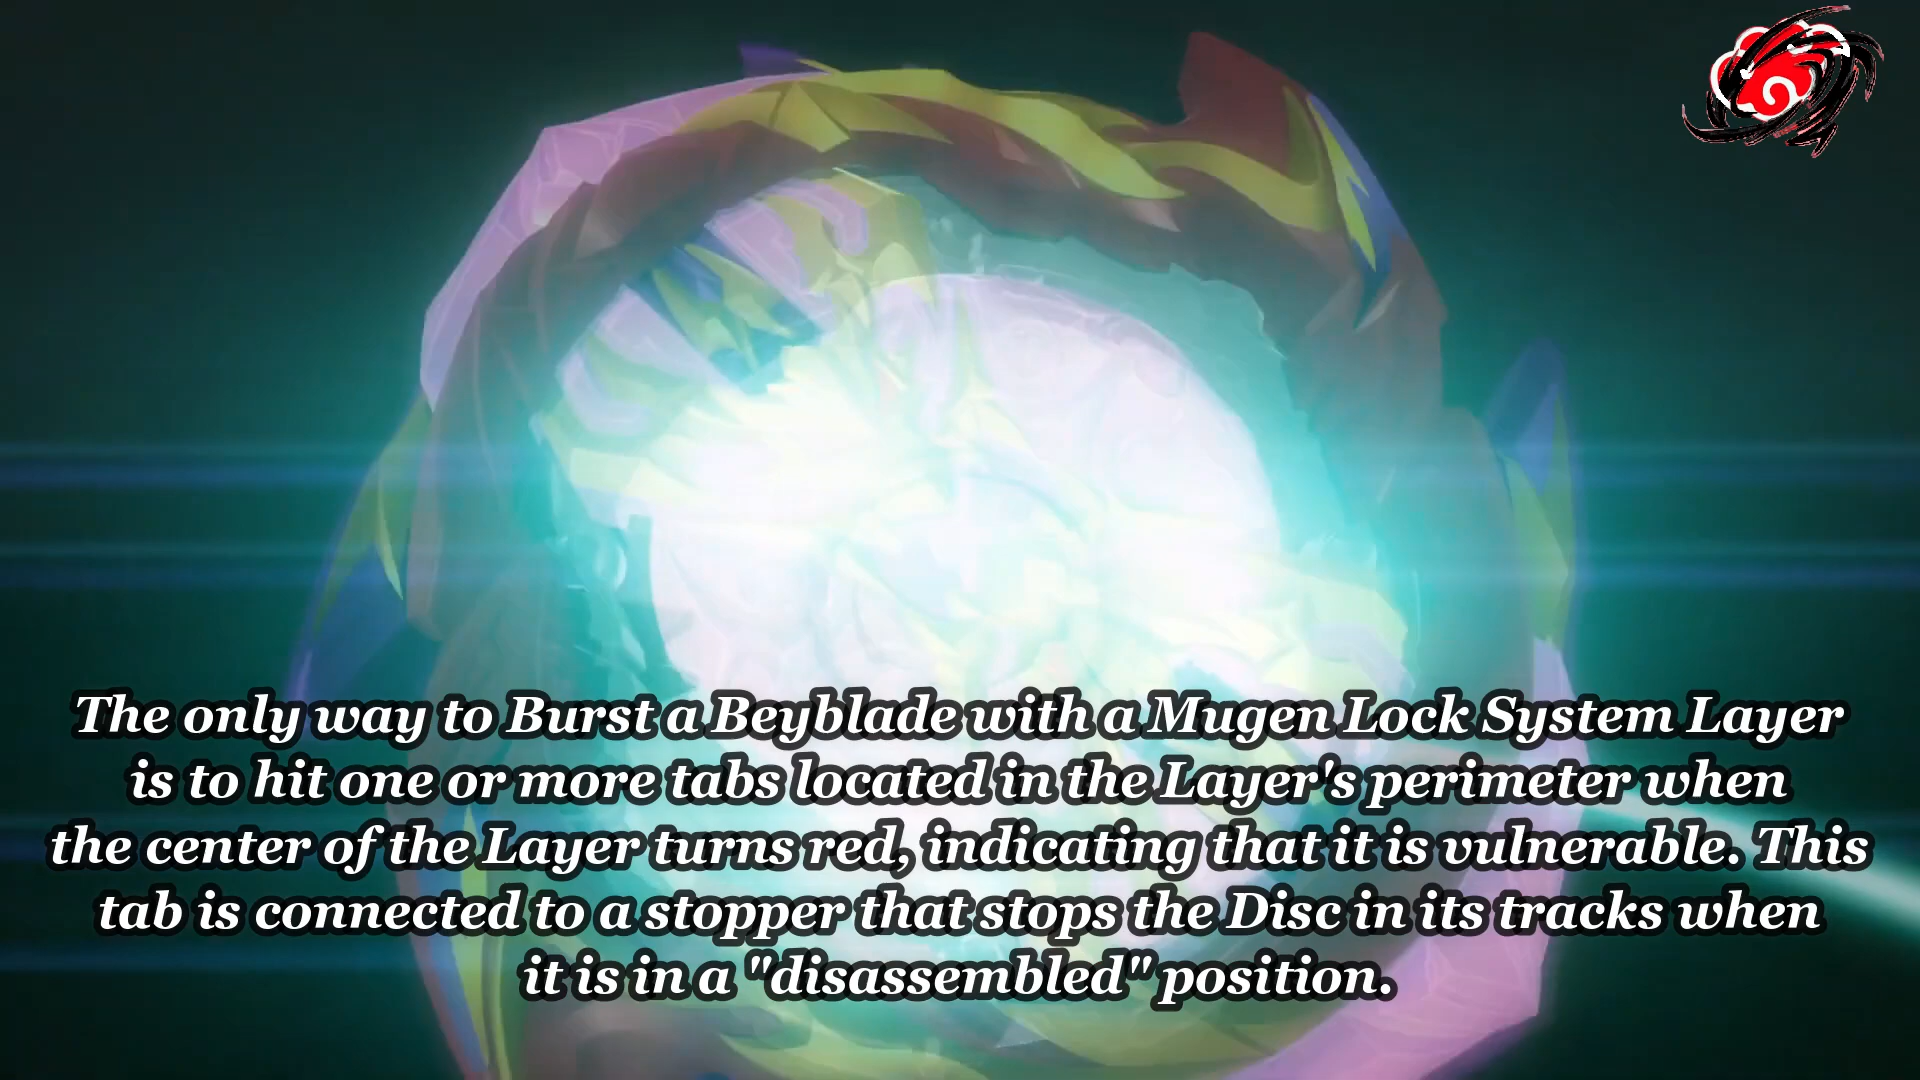 The only way to Burst a Beyblade with a Mugen Lock System Layer
is to hit one or more tabs located in the Layer's perimeter when
the center of the Layer turns red, indicating that it is vulnerable. This
tab is connected to a stopper that stops the Disc in its tracks when
it is in a "disassembled" position.